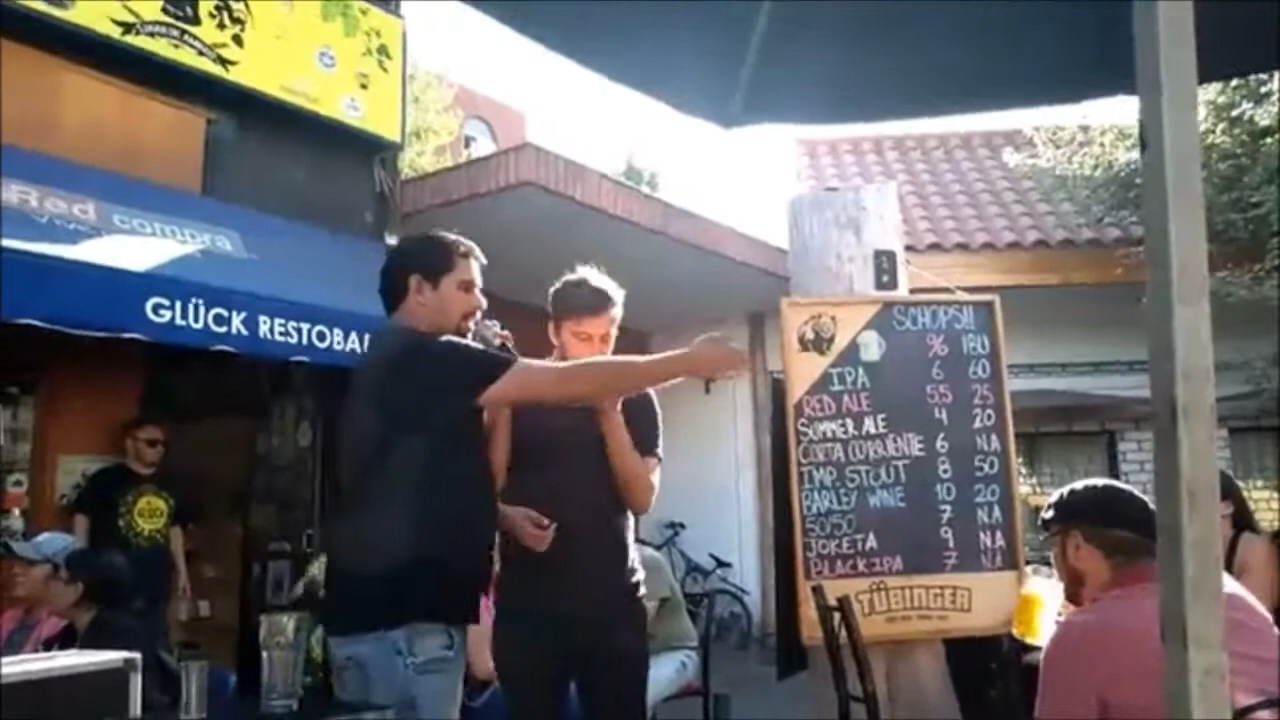 Red compra
GLÜCK RESTOBA
SCHOPS!!
% IBU
IPA 6 60
RED ALE 5,5 25
SUMMER ALE 4 20
COTTA CORRIENTE 6 NA
IMP. STOUT 8 50
BARLEY WINE 10 20
50/50 7 NA
JOKETA 9 NA
BLACK IPA 7 NA
TÜBINGER